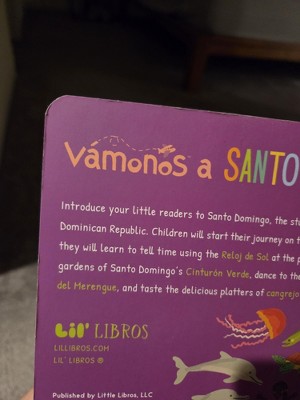 Vámonos a SANTO
Introduce your little readers to Santo Domingo, the
Dominican Republic. Children will start their journey on
they will learn to tell time using the Reloj de Sol at the
gardens of Santo Domingo's Cinturón Verde, dance to the
del Merengue, and taste the delicious platters of
LIL' LIBROS
LILLIBROS.COM
LIL' LIBROS ®
Published by Little Libros, LLC